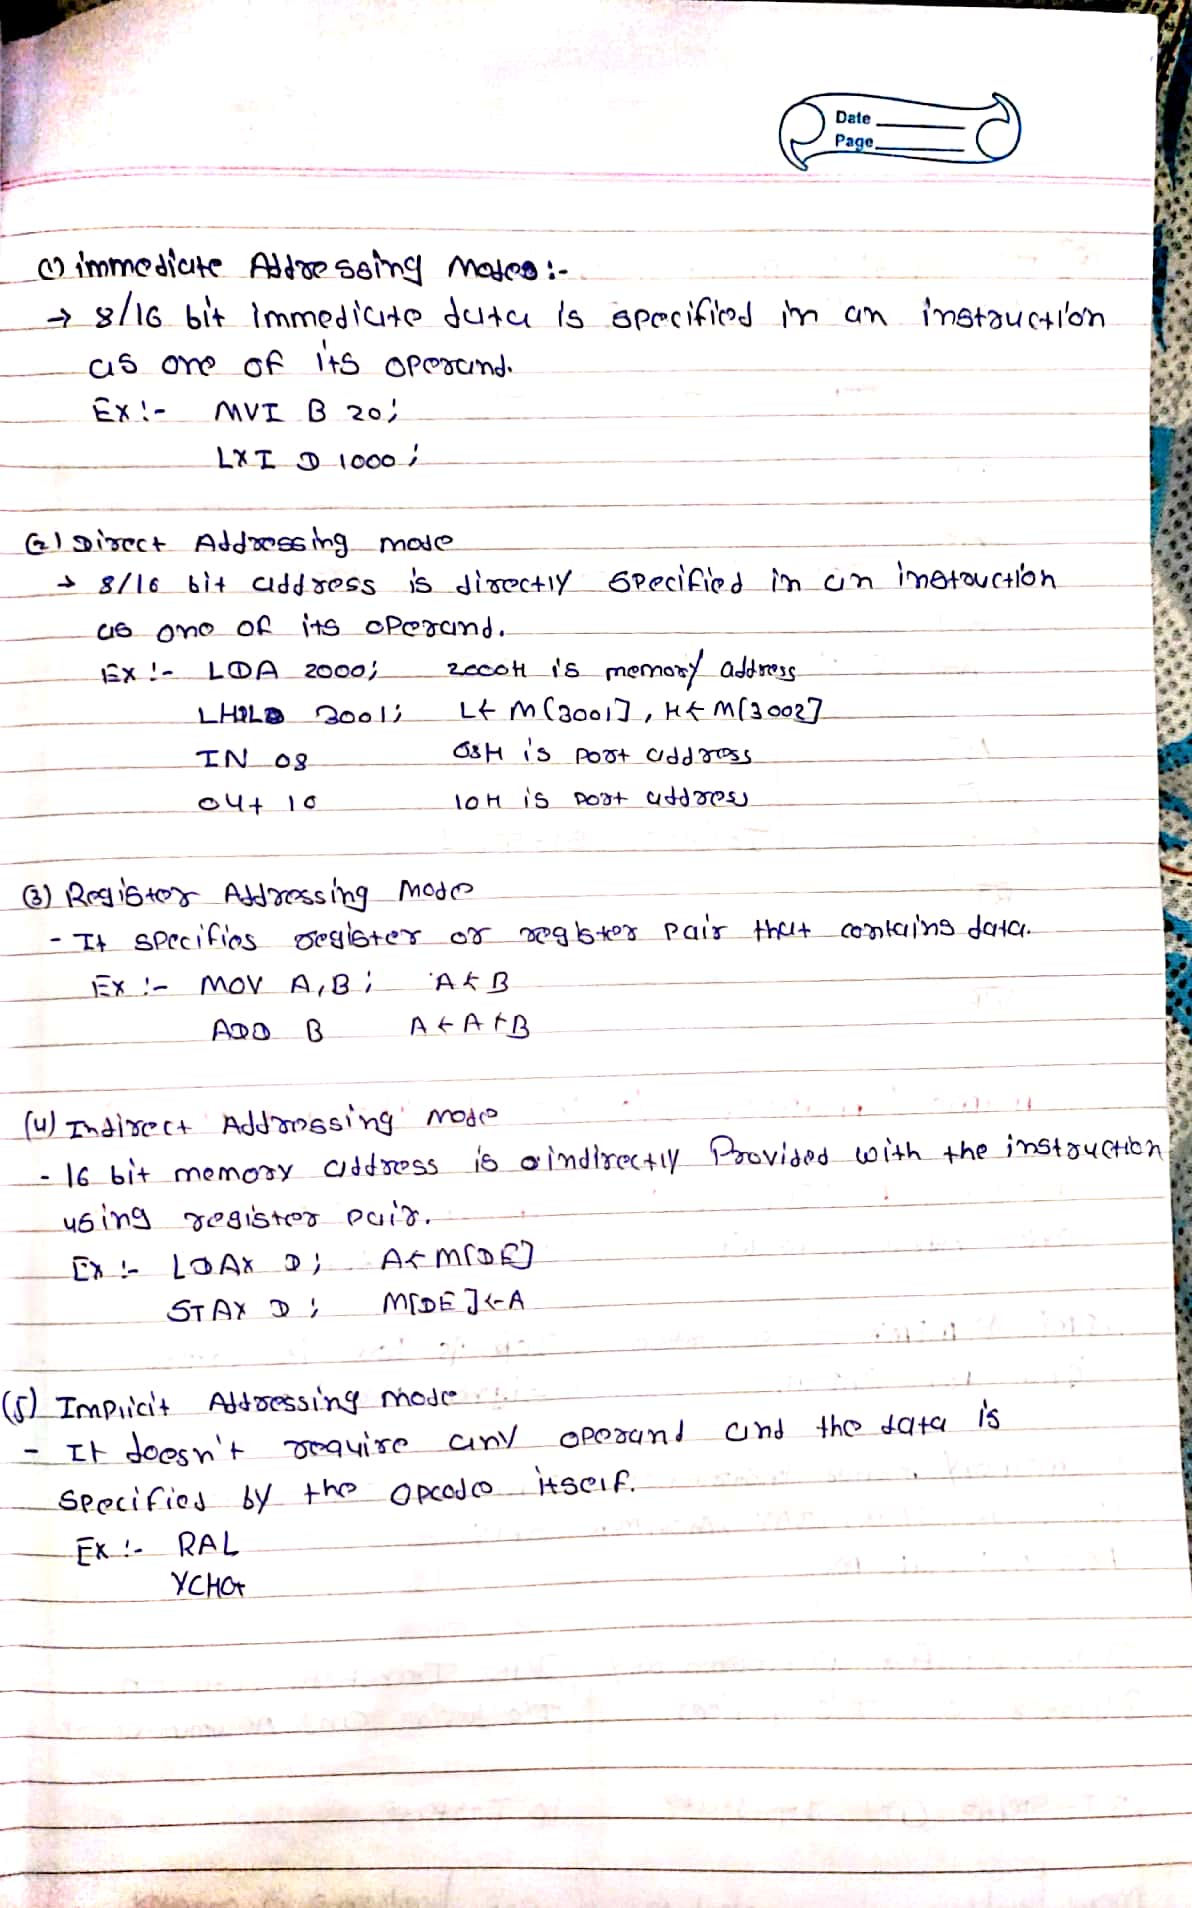 Date
Page
(1) immediate Addressing Modes :-
→ 8/16 bit immediate data is specified in an instruction
as one of its operand.
Ex :- MVI B 20;
LXI D 1000;
(2) Direct Addressing mode
→ 8/16 bit address is directly specified in an instruction
as one of its operand.
Ex :- LDA 2000; 2000H is memory address
LHLD 3001; L← M[3001], H← M[3002]
IN 08 08H is port address
OUT 10 10H is port address
(3) Register Addressing Mode
- It specifies register or register pair that contains data.
Ex :- MOV A,B; A←B
ADD B A←A+B
(4) Indirect Addressing mode
- 16 bit memory address is indirectly Provided with the instruction
using register pair.
Ex :- LDAX D; A←M[DE]
STAX D; M[DE]←A
(5) Implicit Addressing mode
- It doesn't require any operand and the data is
specified by the opcode itself.
Ex :- RAL
XCHG